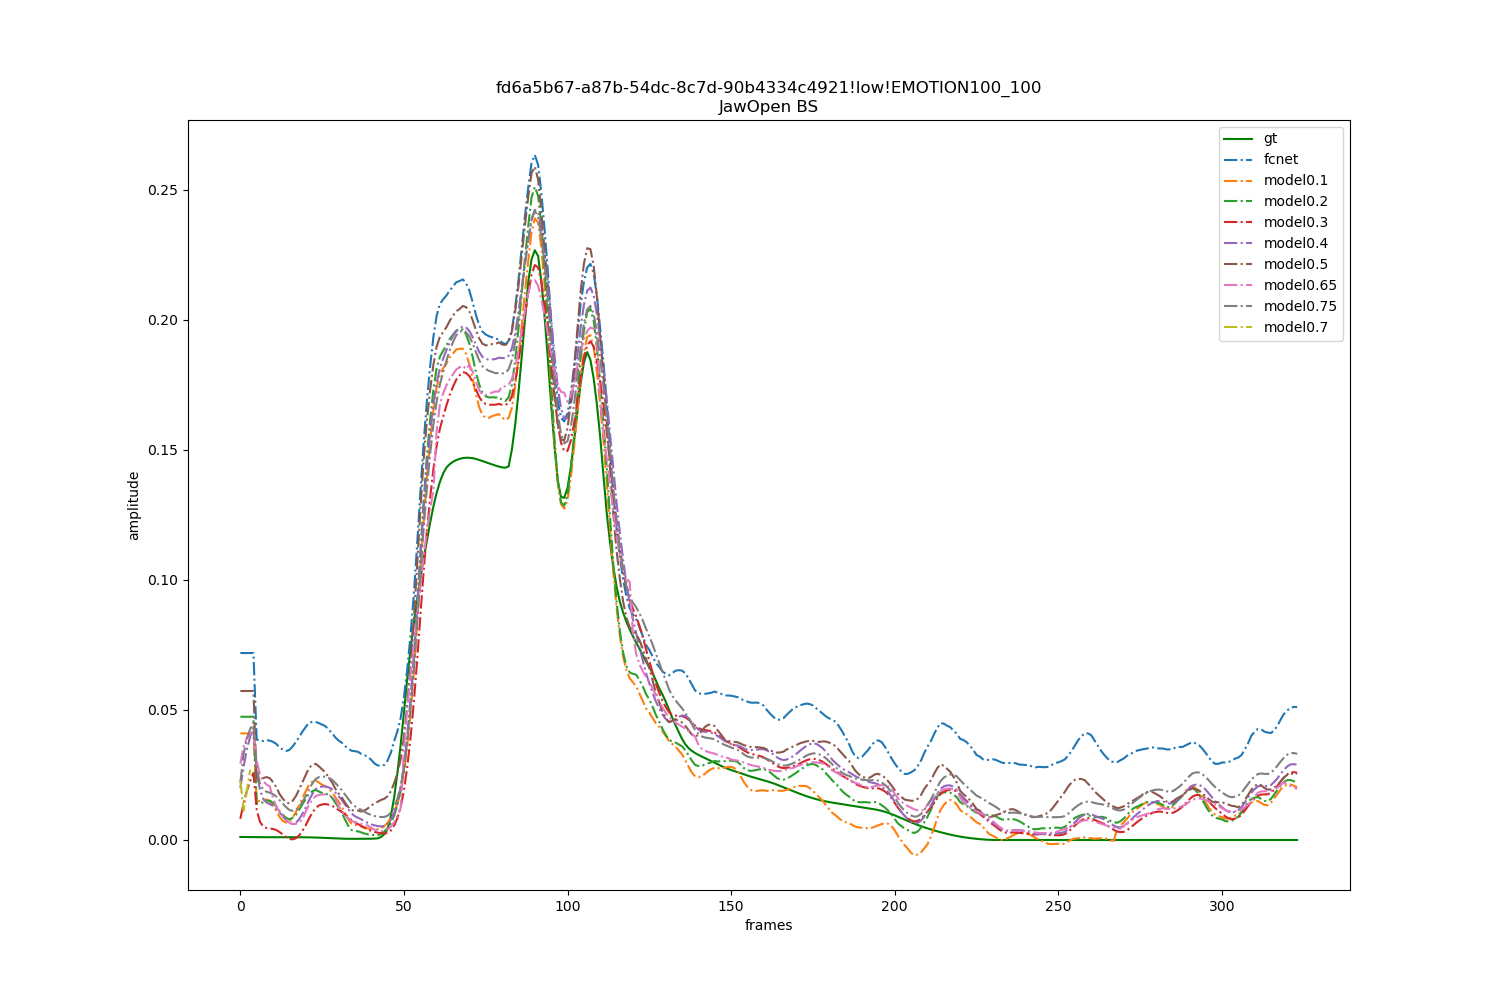 fd6a5b67-a87b-54dc-8c7d-90b4334c4921!low!EMOTION100_100
JawOpen BS
gt
fcnet
model0.1
model0.2
model0.3
model0.4
model0.5
model0.65
model0.75
model0.7
0.25
0.20
0.15
0.10
0.05
0.00
amplitude
0
50
100
150
200
250
300
frames